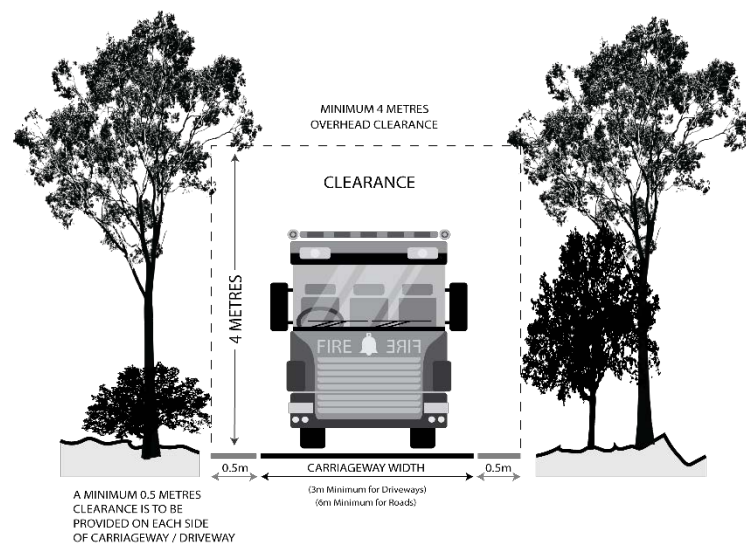 MINIMUM 4 METRES
OVERHEAD CLEARANCE
CLEARANCE
4 METRES
FIRE FIRE
0.5m CARRIAGEWAY WIDTH 0.5m
(3m Minimum for Driveways)
(6m Minimum for Roads)
A MINIMUM 0.5 METRES
CLEARANCE IS TO BE
PROVIDED ON EACH SIDE
OF CARRIAGEWAY / DRIVEWAY